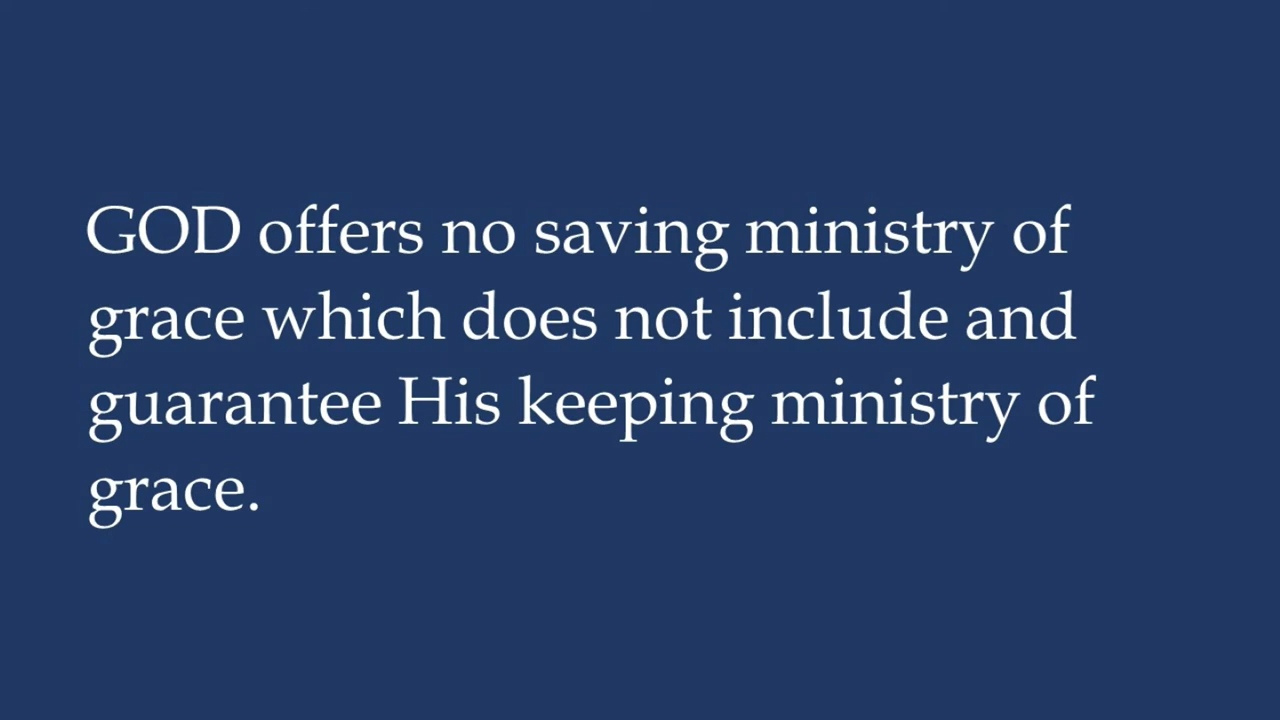 GOD offers no saving ministry of
grace which does not include and
guarantee His keeping ministry of
grace.